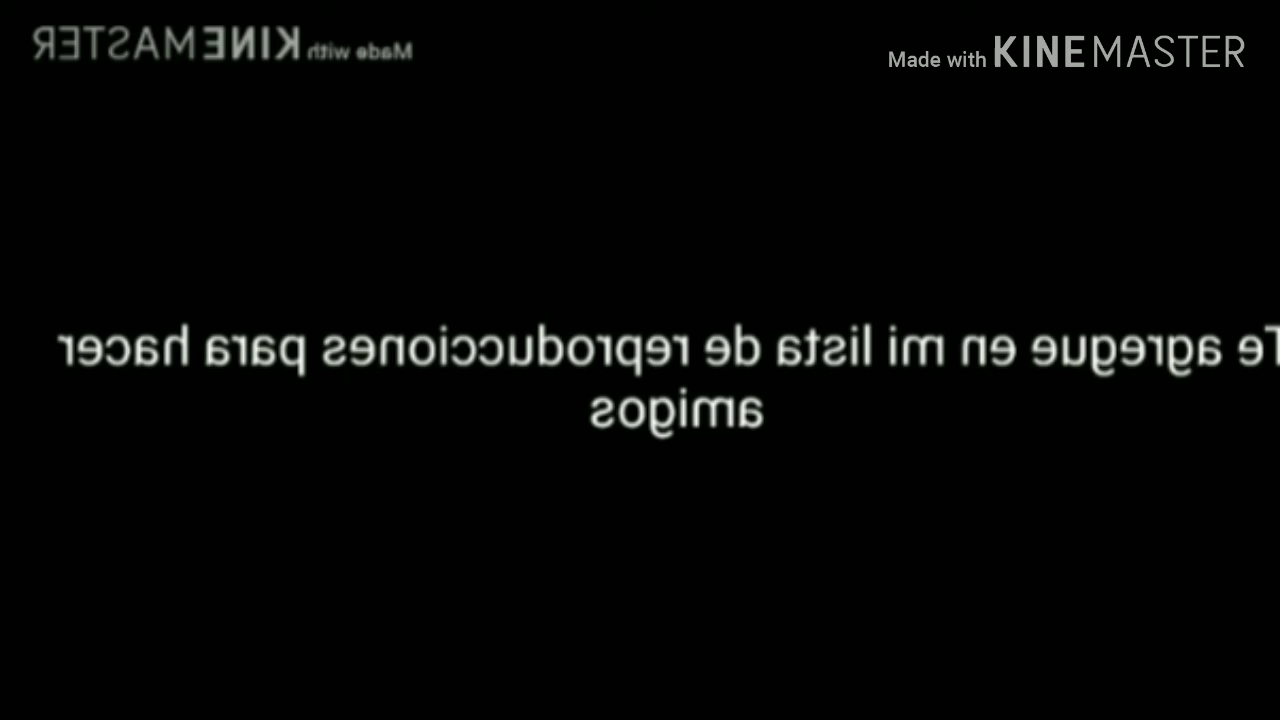 Made with KINEMASTER
Made with KINEMASTER
Te agregue en mi lista de reproducciones para hacer
amigos